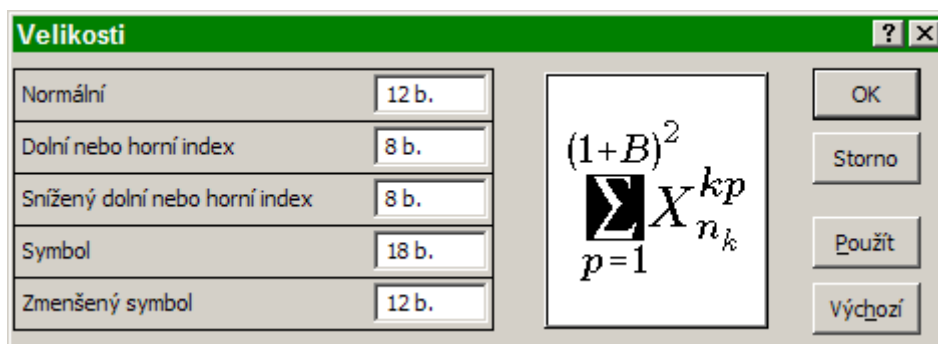 Velikosti
Normální 12 b.
Dolní nebo horní index 8 b.
Snížený dolní nebo horní index 8 b.
Symbol 18 b.
Zmenšený symbol 12 b.
(1+B)²
∑ X kp n k
p=1
OK
Storno
Použít
Výchozí